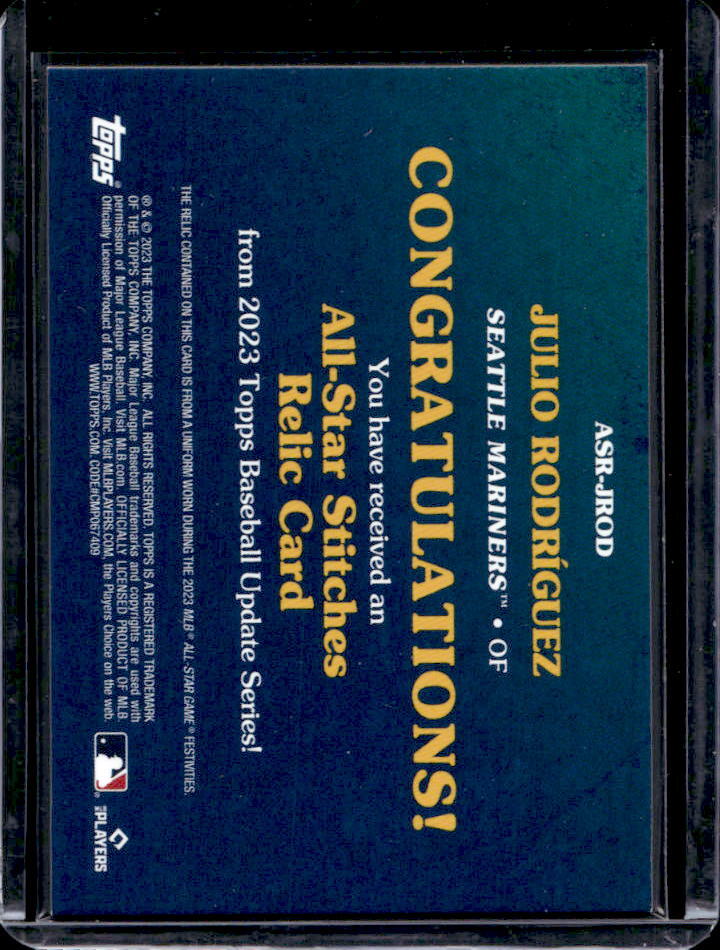 ASR-JROD
JULIO RODRÍGUEZ
SEATTLE MARINERS™ • OF
CONGRATULATIONS!
You have received an
All-Star Stitches
Relic Card
from 2023 Topps Baseball Update Series!
THE RELIC CONTAINED ON THIS CARD IS FROM A UNIFORM WORN DURING THE 2023 MLB® ALL-STAR GAME® FESTIVITIES.
topps®
® & © 2023 THE TOPPS COMPANY, INC. ALL RIGHTS RESERVED. TOPPS IS A REGISTERED TRADEMARK
OF THE TOPPS COMPANY, INC. Major League Baseball trademarks and copyrights are used with
permission of Major League Baseball. Visit MLB.com. OFFICIALLY LICENSED PRODUCT OF MLB
Officially Licensed Product of MLB Players, Inc. Visit MLBPLAYERS.COM, the Players Choice on the web.
WWW.TOPPS.COM CODE#CMP067409
MLB PLAYERS